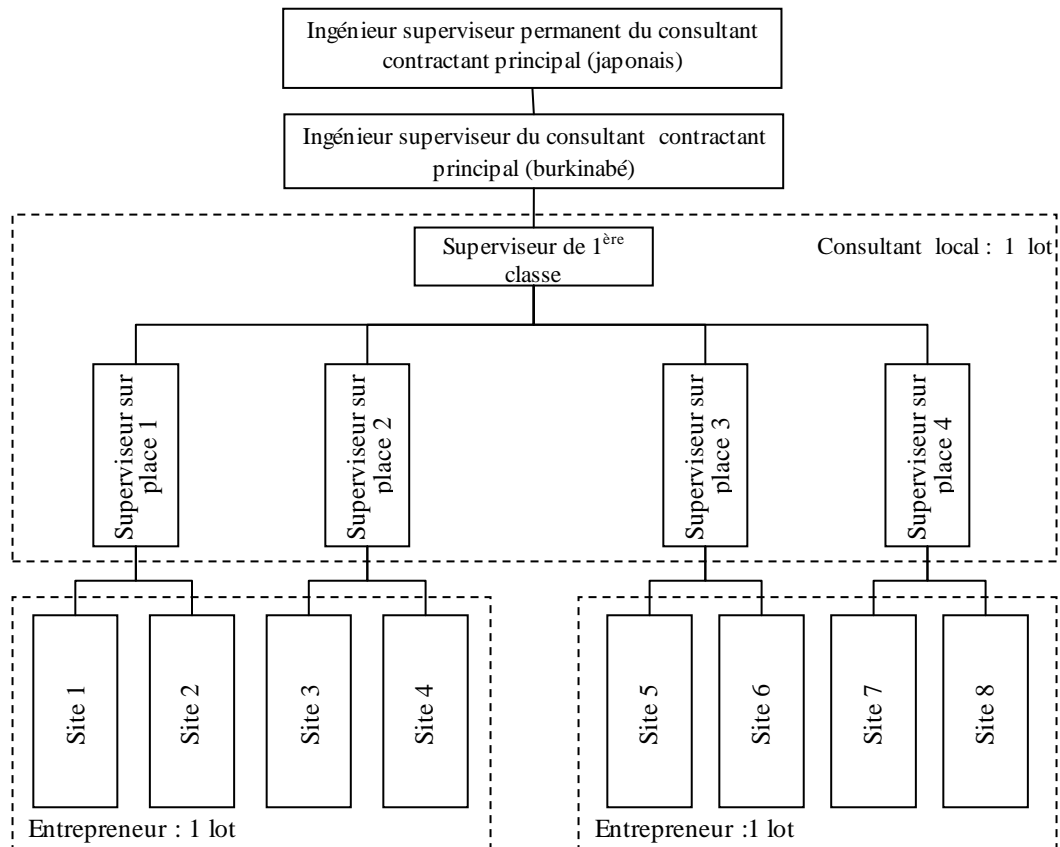 Ingénieur superviseur permanent du consultant
contractant principal (japonais)
Ingénieur superviseur du consultant contractant
principal (burkinabé)
Superviseur de 1ère
classe
Consultant local : 1 lot
Superviseur sur
place 1
Superviseur sur
place 2
Superviseur sur
place 3
Superviseur sur
place 4
Site 1
Site 2
Site 3
Site 4
Site 5
Site 6
Site 7
Site 8
Entrepreneur : 1 lot
Entrepreneur :1 lot